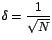 δ = 1/√N